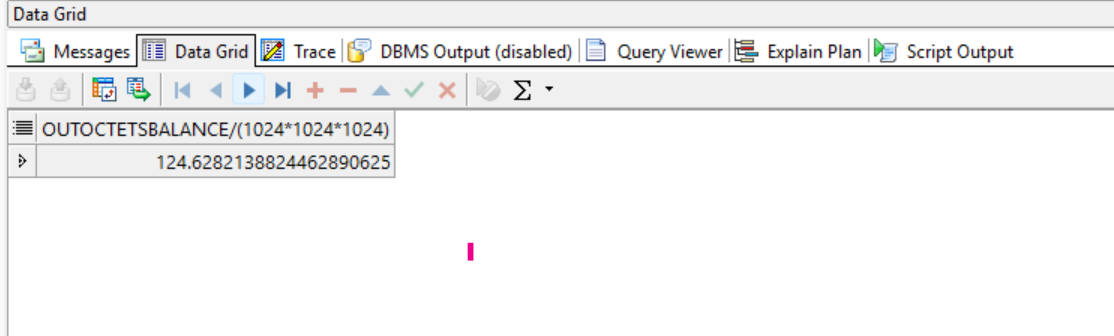 Data Grid
Messages Data Grid Trace DBMS Output (disabled) Query Viewer Explain Plan Script Output
OUTOCTETSBALANCE/(1024*1024*1024)
124.6282138824462890625